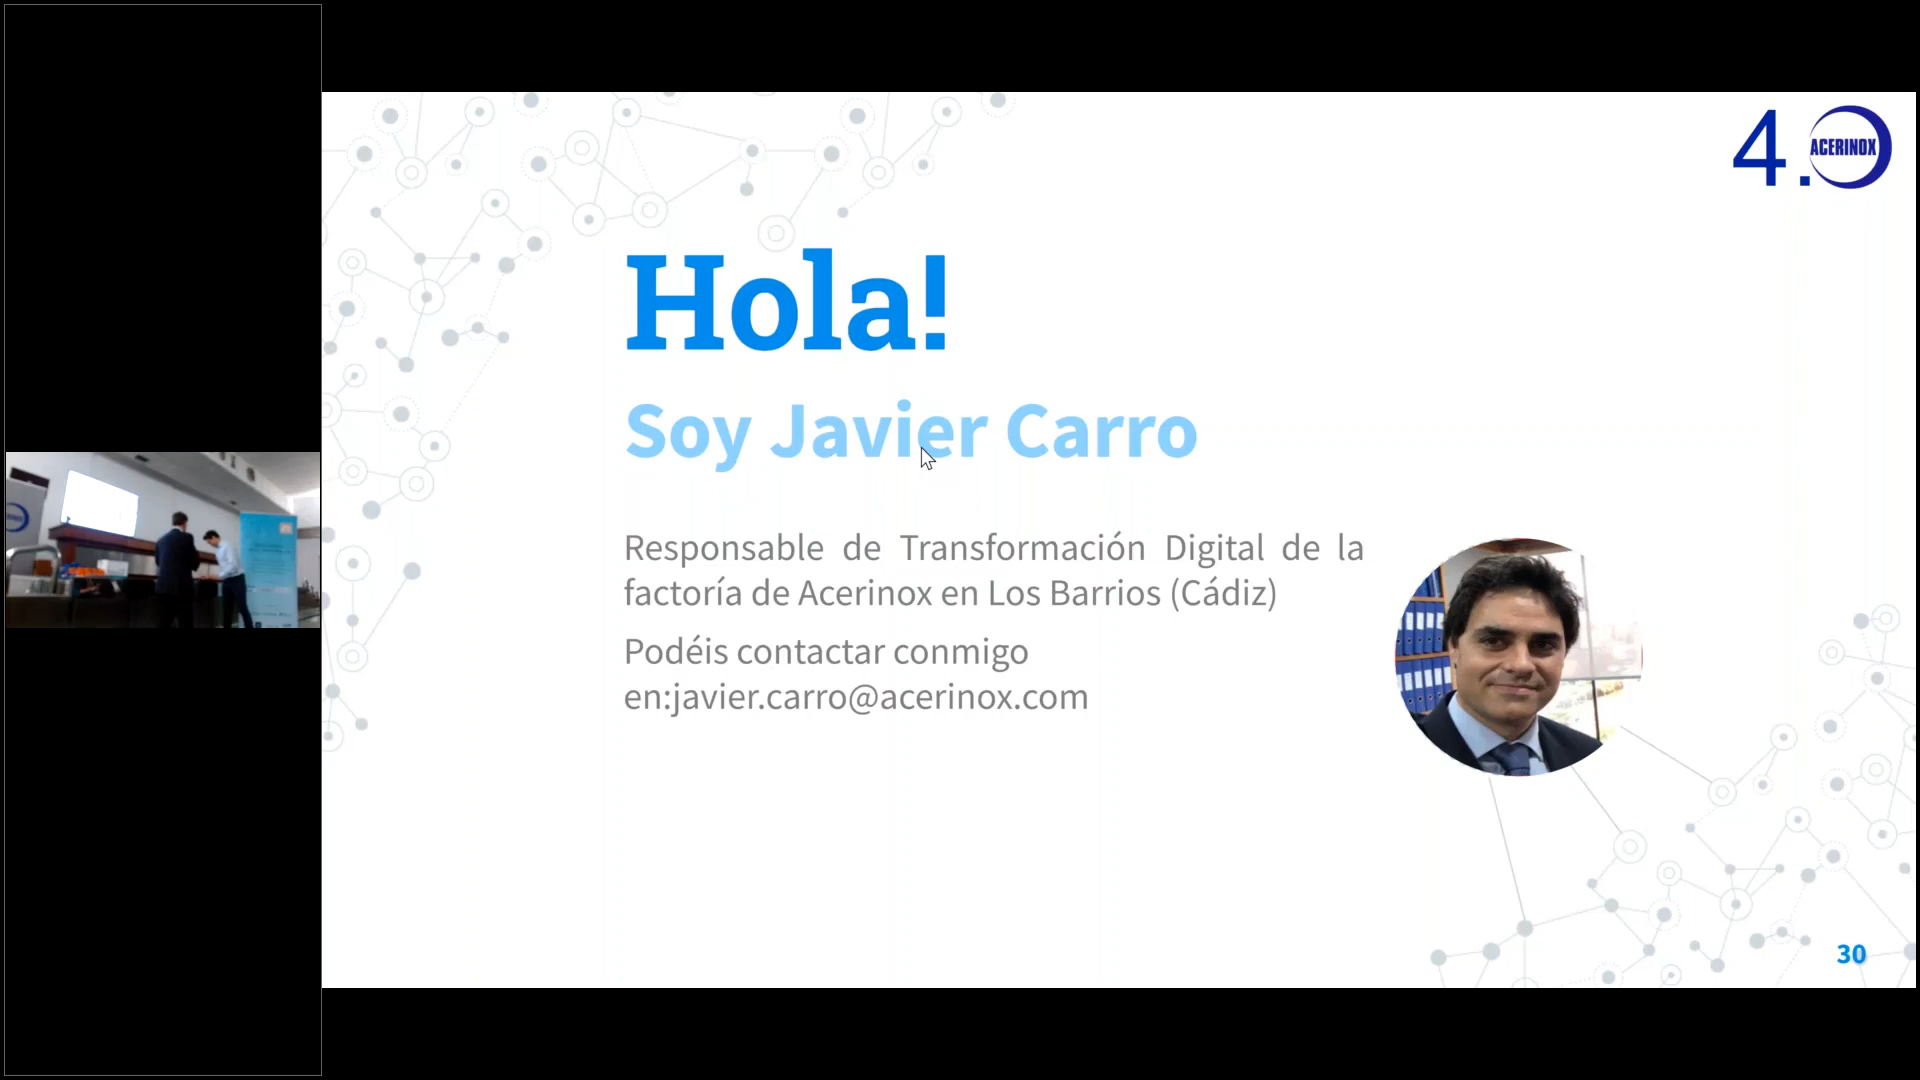 4.
ACERINOX
Hola!
Soy Javier Carro
Responsable de Transformación Digital de la
factoría de Acerinox en Los Barrios (Cádiz)
Podéis contactar conmigo
en:javier.carro@acerinox.com
30